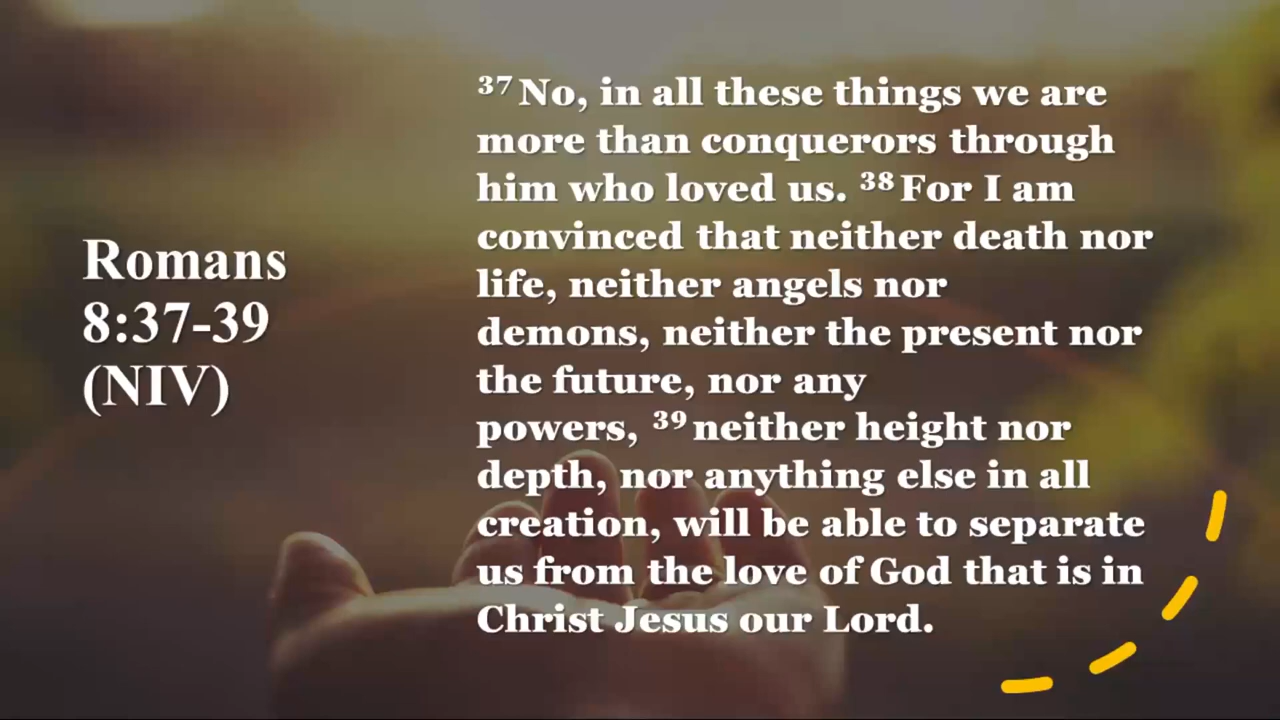 Romans
8:37-39
(NIV)
37 No, in all these things we are
more than conquerors through
him who loved us. 38 For I am
convinced that neither death nor
life, neither angels nor
demons, neither the present nor
the future, nor any
powers, 39 neither height nor
depth, nor anything else in all
creation, will be able to separate
us from the love of God that is in
Christ Jesus our Lord.